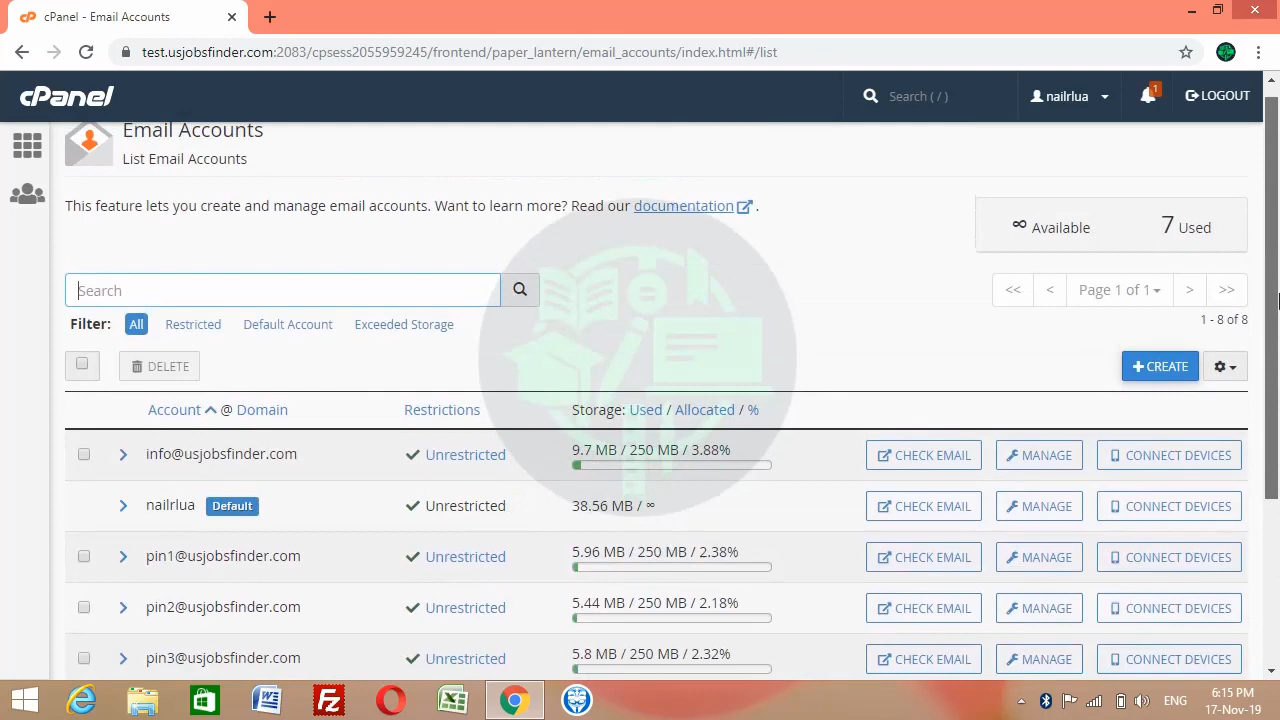 cPanel - Email Accounts
test.usjobsfinder.com:2083/cpsess2055959245/frontend/paper_lantern/email_accounts/index.html#/list
cPanel
Search ( / )
nailrlua
1
LOGOUT
Email Accounts
List Email Accounts
This feature lets you create and manage email accounts. Want to learn more? Read our documentation .
∞ Available 7 Used
Search
<< < Page 1 of 1 > >>
Filter: All Restricted Default Account Exceeded Storage
1 - 8 of 8
DELETE
+ CREATE
Account @ Domain Restrictions Storage: Used / Allocated / %
info@usjobsfinder.com Unrestricted 9.7 MB / 250 MB / 3.88% CHECK EMAIL MANAGE CONNECT DEVICES
nailrlua Default Unrestricted 38.56 MB / ∞ CHECK EMAIL MANAGE CONNECT DEVICES
pin1@usjobsfinder.com Unrestricted 5.96 MB / 250 MB / 2.38% CHECK EMAIL MANAGE CONNECT DEVICES
pin2@usjobsfinder.com Unrestricted 5.44 MB / 250 MB / 2.18% CHECK EMAIL MANAGE CONNECT DEVICES
pin3@usjobsfinder.com Unrestricted 5.8 MB / 250 MB / 2.32% CHECK EMAIL MANAGE CONNECT DEVICES
ENG
6:15 PM
17-Nov-19